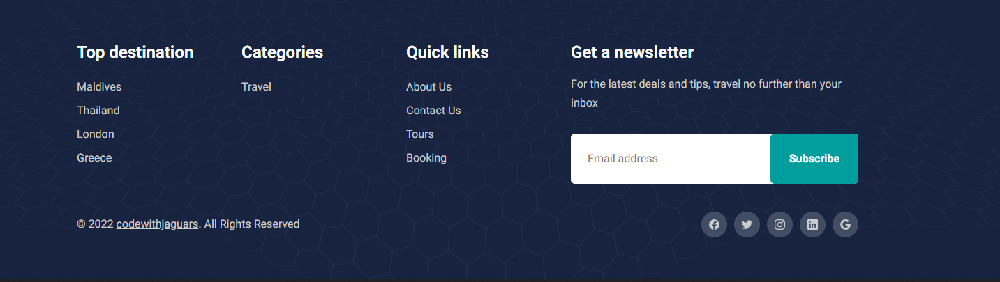 Top destination
Maldives
Thailand
London
Greece
Categories
Travel
Quick links
About Us
Contact Us
Tours
Booking
Get a newsletter
For the latest deals and tips, travel no further than your
inbox
Email address
Subscribe
© 2022 codewithjaguars. All Rights Reserved